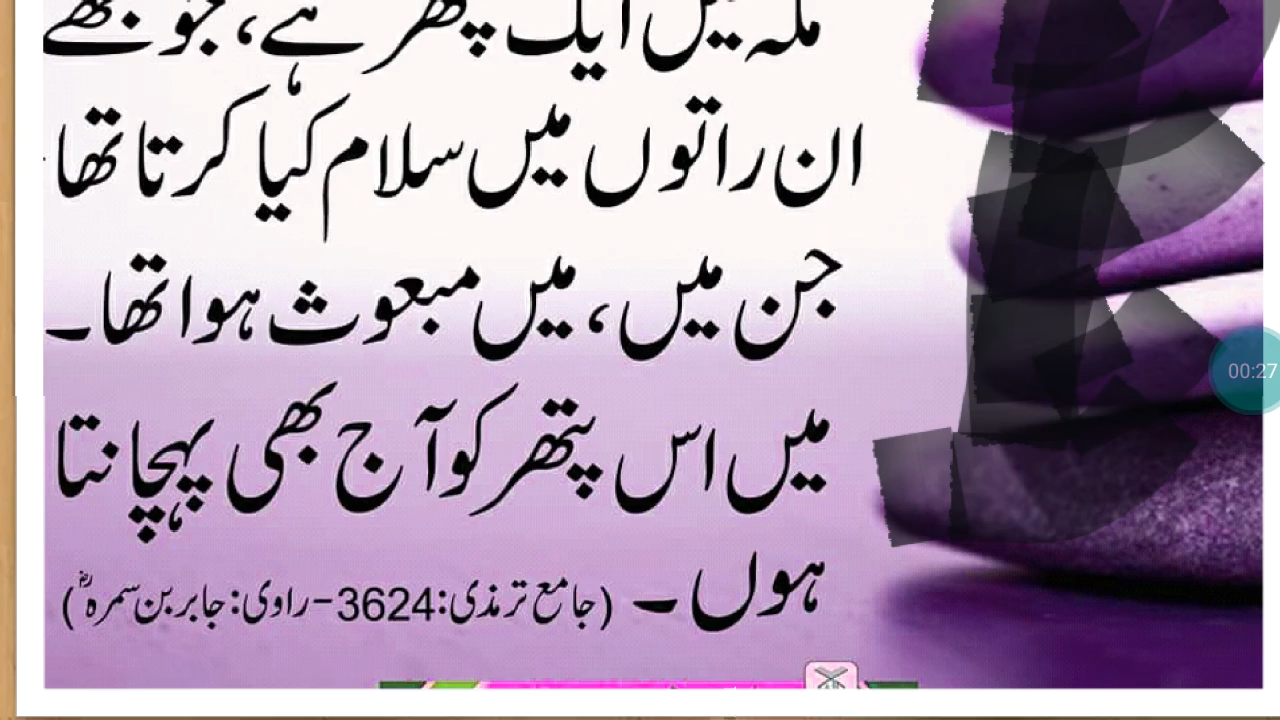 مکہ میں ایک پتھر ہے، جو مجھے
ان راتوں میں سلام کیا کرتا تھا
جن میں، میں مبعوث ہوا تھا۔
میں اس پتھر کو آج بھی پہچانتا
ہوں۔ (جامع ترمذی:3624-راوی: جابر بن سمرہؓ)
00:27